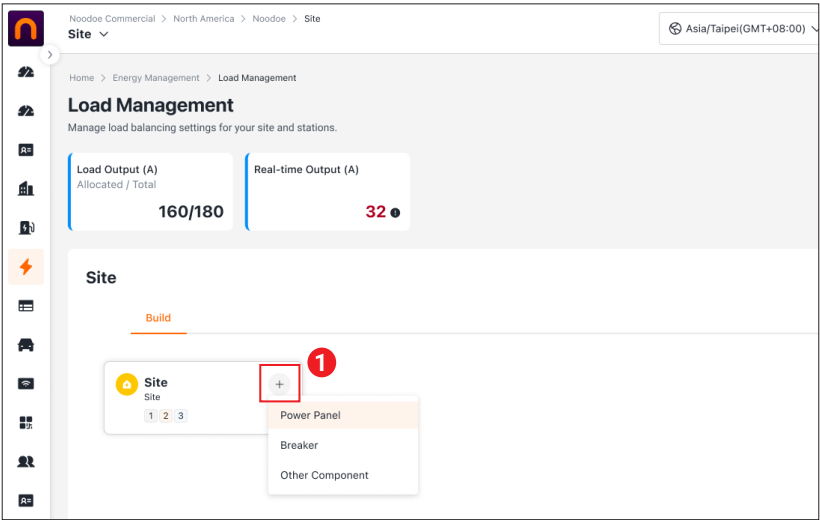 Noodoe Commercial > North America > Noodoe > Site
Site
Asia/Taipei(GMT+08:00)
Home > Energy Management > Load Management
Load Management
Manage load balancing settings for your site and stations.
Load Output (A)
Allocated / Total
160/180
Real-time Output (A)
32
Site
Build
1
Site
Site
1 2 3
+
Power Panel
Breaker
Other Component